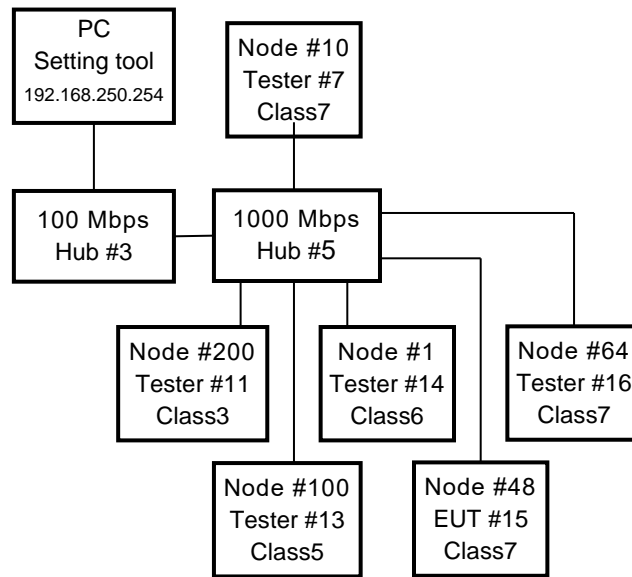 PC
Setting tool
192.168.250.254
Node #10
Tester #7
Class7
100 Mbps
Hub #3
1000 Mbps
Hub #5
Node #200
Tester #11
Class3
Node #1
Tester #14
Class6
Node #64
Tester #16
Class7
Node #100
Tester #13
Class5
Node #48
EUT #15
Class7